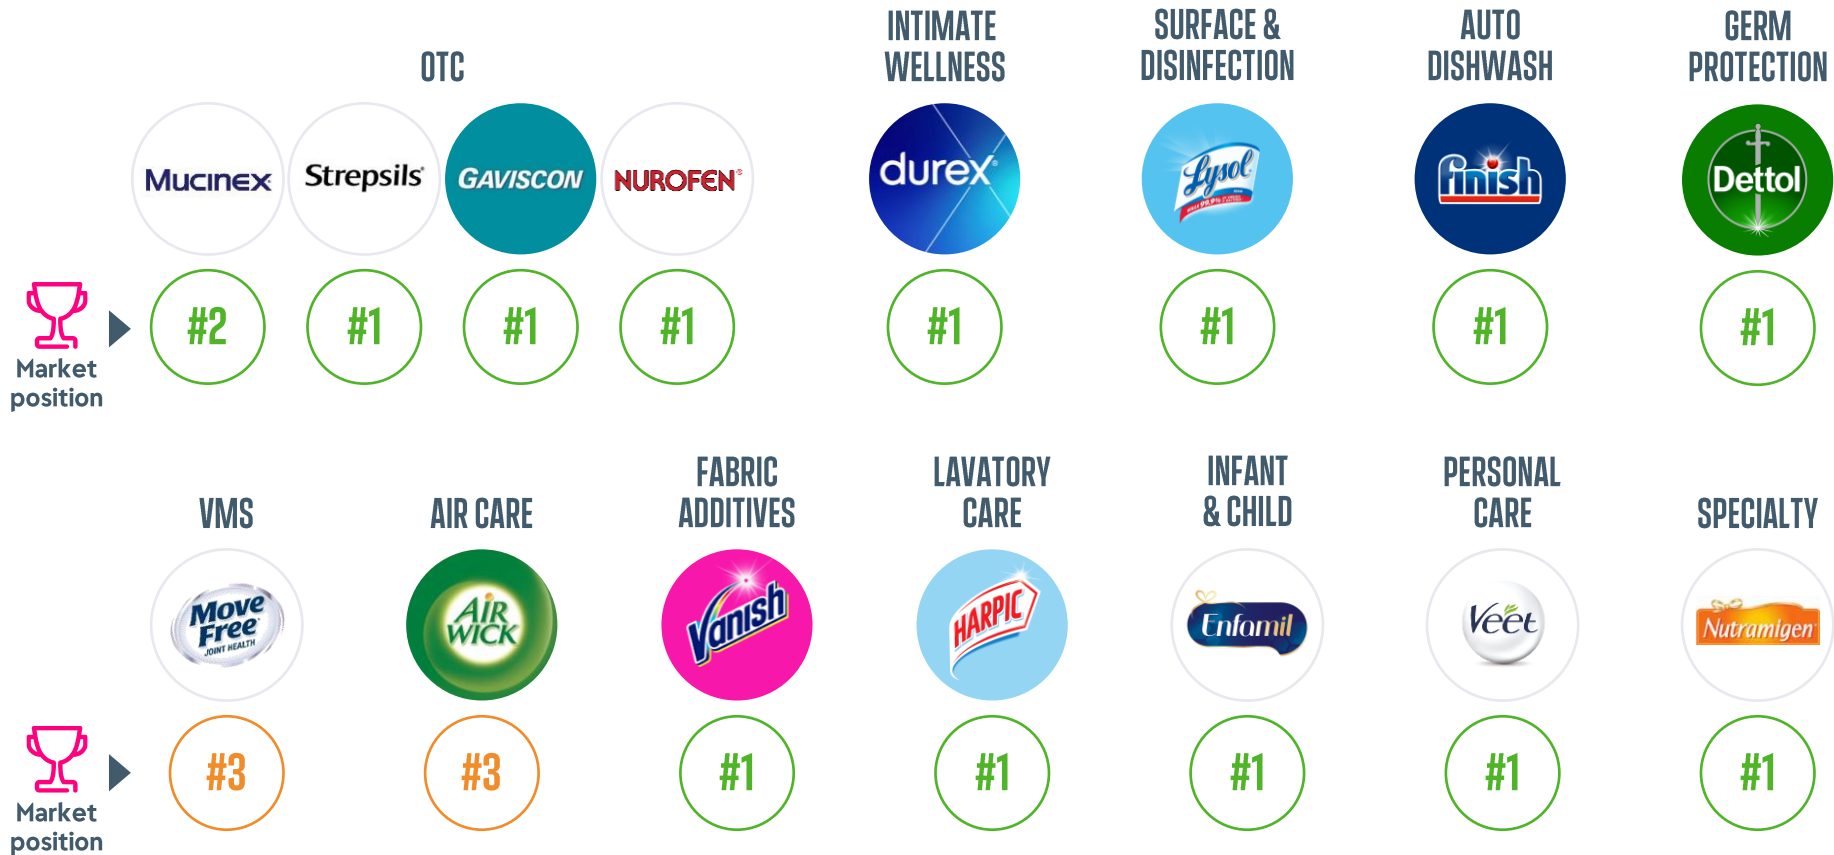 OTC
INTIMATE
WELLNESS
SURFACE &
DISINFECTION
AUTO
DISHWASH
GERM
PROTECTION
MUCINEX
Strepsils®
GAVISCON
NUROFEN®
durex®
Lysol
finish
Dettol
Market
position
#2
#1
#1
#1
#1
#1
#1
#1
VMS
AIR CARE
FABRIC
ADDITIVES
LAVATORY
CARE
INFANT
& CHILD
PERSONAL
CARE
SPECIALTY
Move
Free
JOINT HEALTH
AIR
WICK
Vanish
HARPIC
Enfamil
Veet
Nutramigen
Market
position
#3
#3
#1
#1
#1
#1
#1